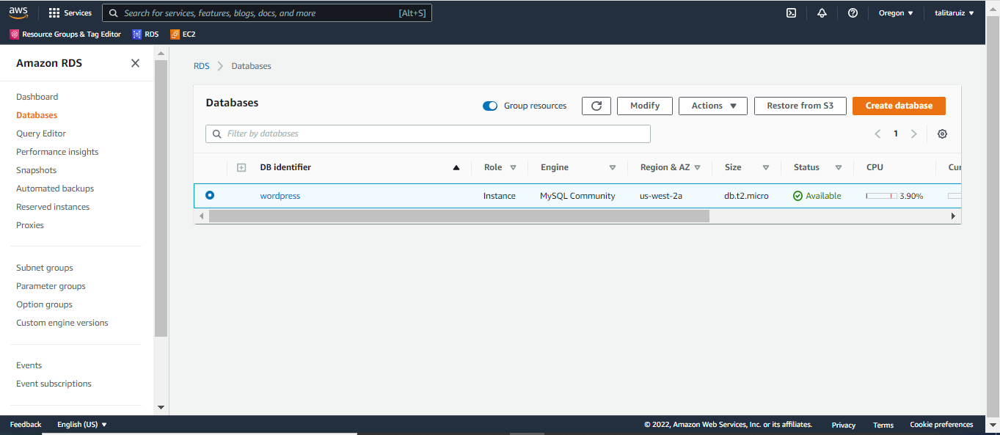 aws Services Search for services, features, blogs, docs, and more [Alt+S] Oregon ▼ talitaruiz ▼
Resource Groups & Tag Editor RDS EC2
Amazon RDS
Dashboard
Databases
Query Editor
Performance insights
Snapshots
Automated backups
Reserved instances
Proxies
Subnet groups
Parameter groups
Option groups
Custom engine versions
Events
Event subscriptions
RDS > Databases
Databases Group resources Modify Actions ▼ Restore from S3 Create database
Filter by databases 1
DB identifier Role Engine Region & AZ Size Status CPU Cur
wordpress Instance MySQL Community us-west-2a db.t2.micro Available 3.90%
Feedback English (US) ▼ © 2022, Amazon Web Services, Inc. or its affiliates. Privacy Terms Cookie preferences